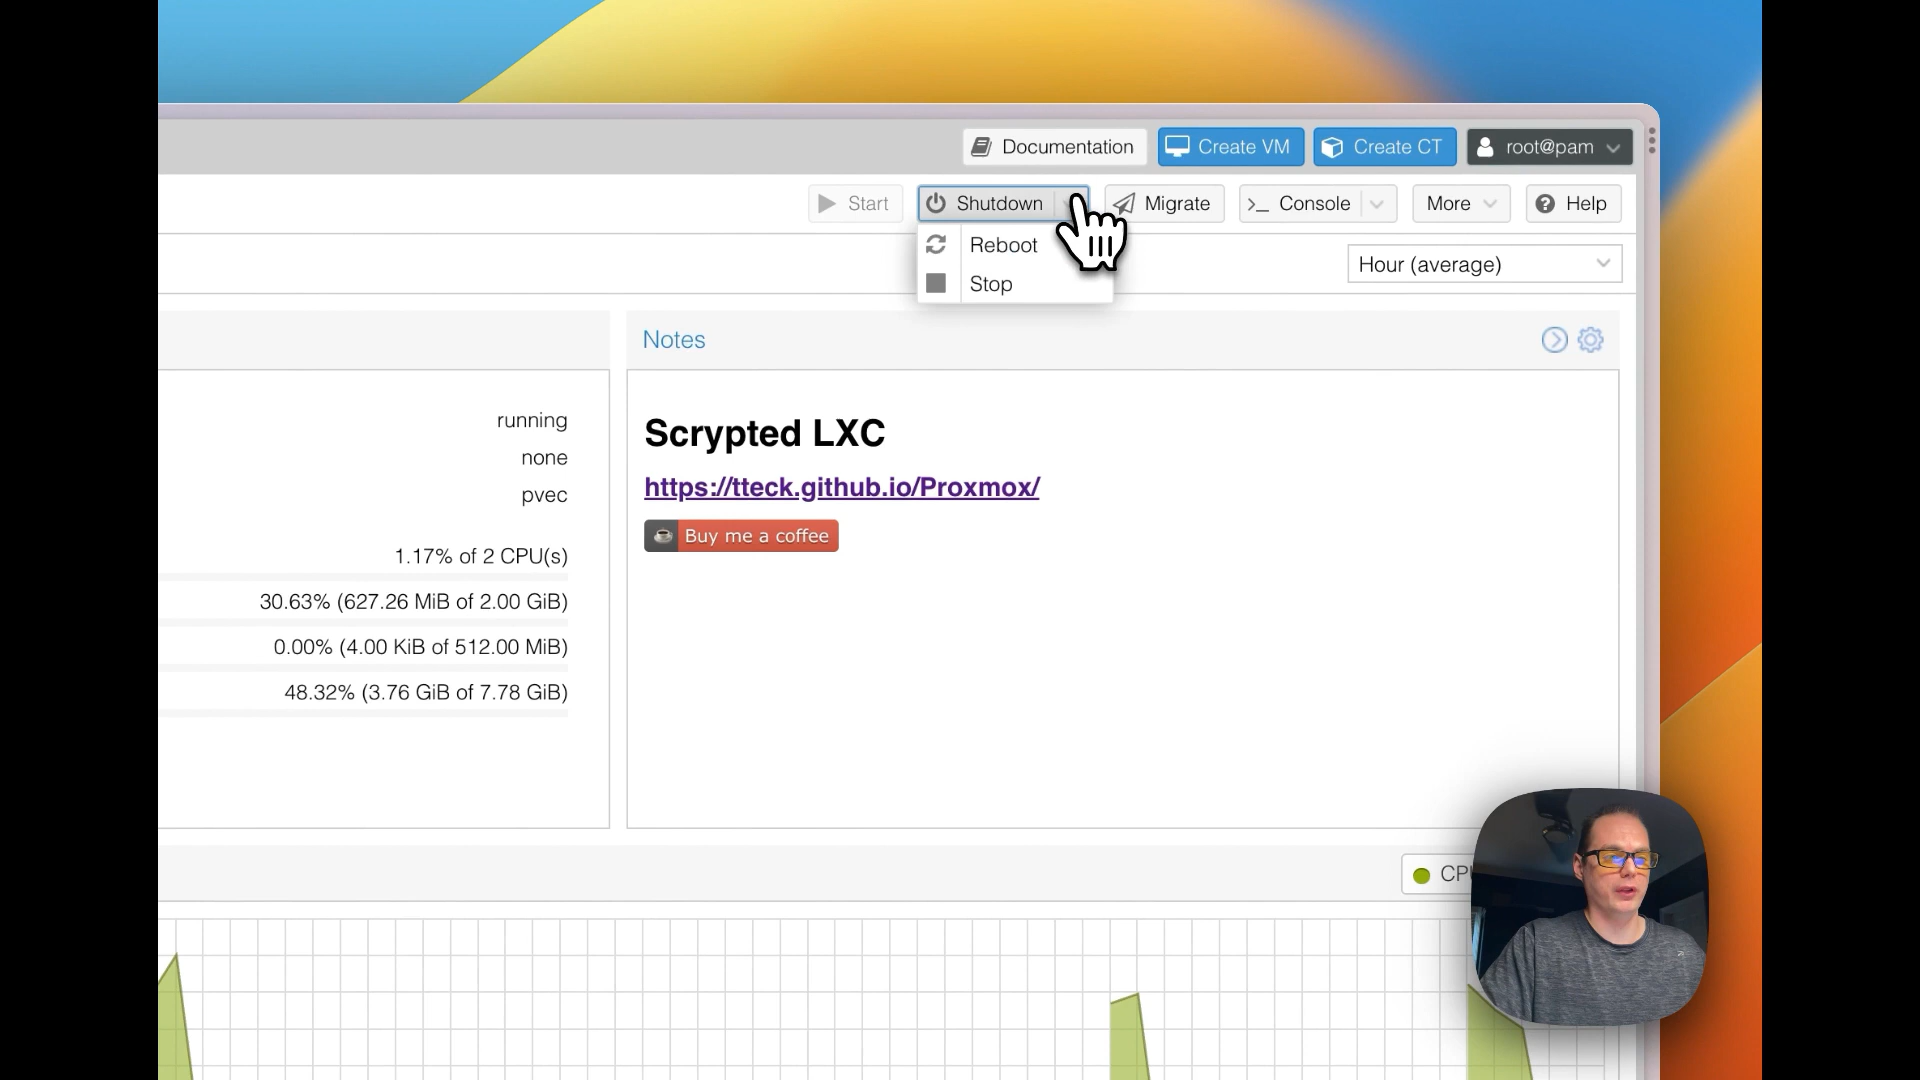 Documentation
Create VM
Create CT
root@pam
Start
Shutdown
Migrate
>_ Console
More
Help
Reboot
Stop
Hour (average)
Notes
running
none
pvec
1.17% of 2 CPU(s)
30.63% (627.26 MiB of 2.00 GiB)
0.00% (4.00 KiB of 512.00 MiB)
48.32% (3.76 GiB of 7.78 GiB)
Scrypted LXC
https://tteck.github.io/Proxmox/
Buy me a coffee